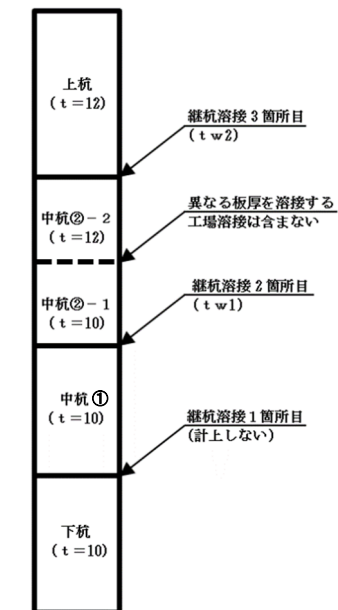 上杭
(ｔ＝12)
継杭溶接３箇所目
(ｔｗ2)
中杭②－２
(ｔ＝12)
異なる板厚を溶接する
工場溶接は含まない
中杭②－１
(ｔ＝10)
継杭溶接２箇所目
(ｔｗ1)
中杭①
(ｔ＝10)
継杭溶接１箇所目
(計上しない)
下杭
(ｔ＝10)